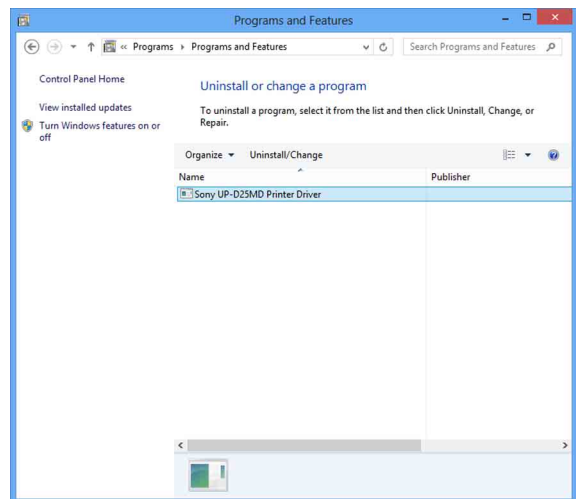 Programs and Features
« Programs ▸ Programs and Features
Search Programs and Features
Control Panel Home
View installed updates
Turn Windows features on or
off
Uninstall or change a program
To uninstall a program, select it from the list and then click Uninstall, Change, or
Repair.
Organize Uninstall/Change
Name Publisher
Sony UP-D25MD Printer Driver